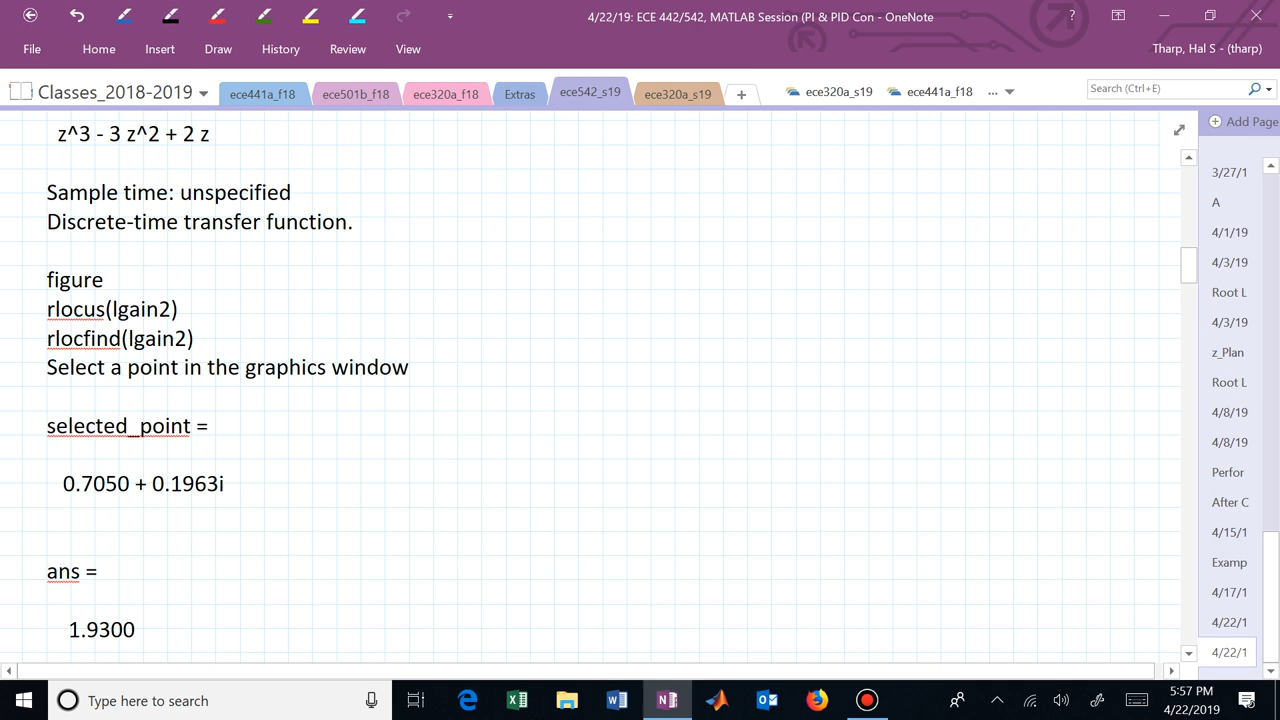 4/22/19: ECE 442/542, MATLAB Session (PI & PID Con - OneNote
File Home Insert Draw History Review View Tharp, Hal S - (tharp)
Classes_2018-2019 ece441a_f18 ece501b_f18 ece320a_f18 Extras ece542_s19 ece320a_s19 ece320a_s19 ece441a_f18 ... Search (Ctrl+E)
Add Page
z^3 - 3 z^2 + 2 z
Sample time: unspecified
Discrete-time transfer function.
figure
rlocus(lgain2)
rlocfind(lgain2)
Select a point in the graphics window
selected_point =
0.7050 + 0.1963i
ans =
1.9300
3/27/1
A
4/1/19
4/3/19
Root L
4/3/19
z_Plan
Root L
4/8/19
4/8/19
Perfor
After C
4/15/1
Examp
4/17/1
4/22/1
4/22/1
Type here to search
5:57 PM
4/22/2019